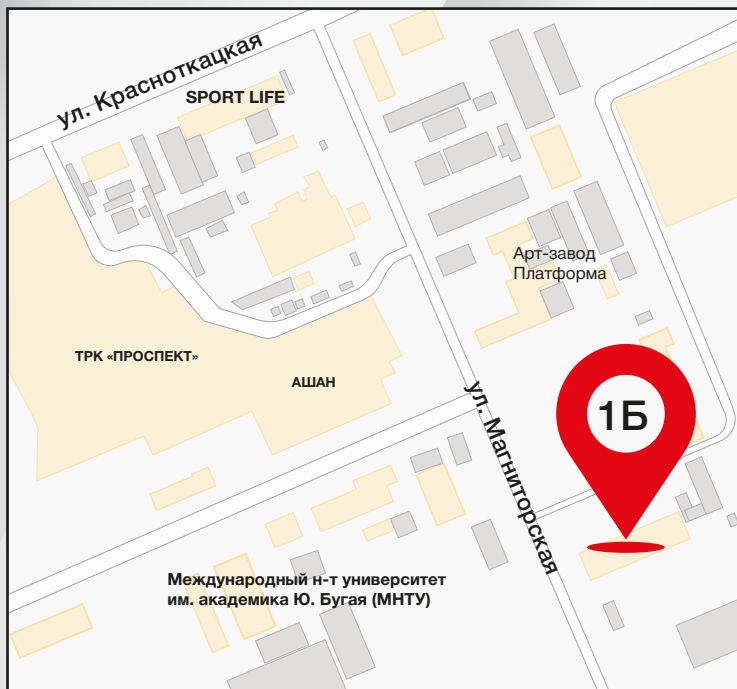 ул. Красноткацкая
SPORT LIFE
Арт-завод
Платформа
ТРК «ПРОСПЕКТ»
АШАН
ул. Магниторская
1Б
Международный н-т университет
им. академика Ю. Бугая (МНТУ)